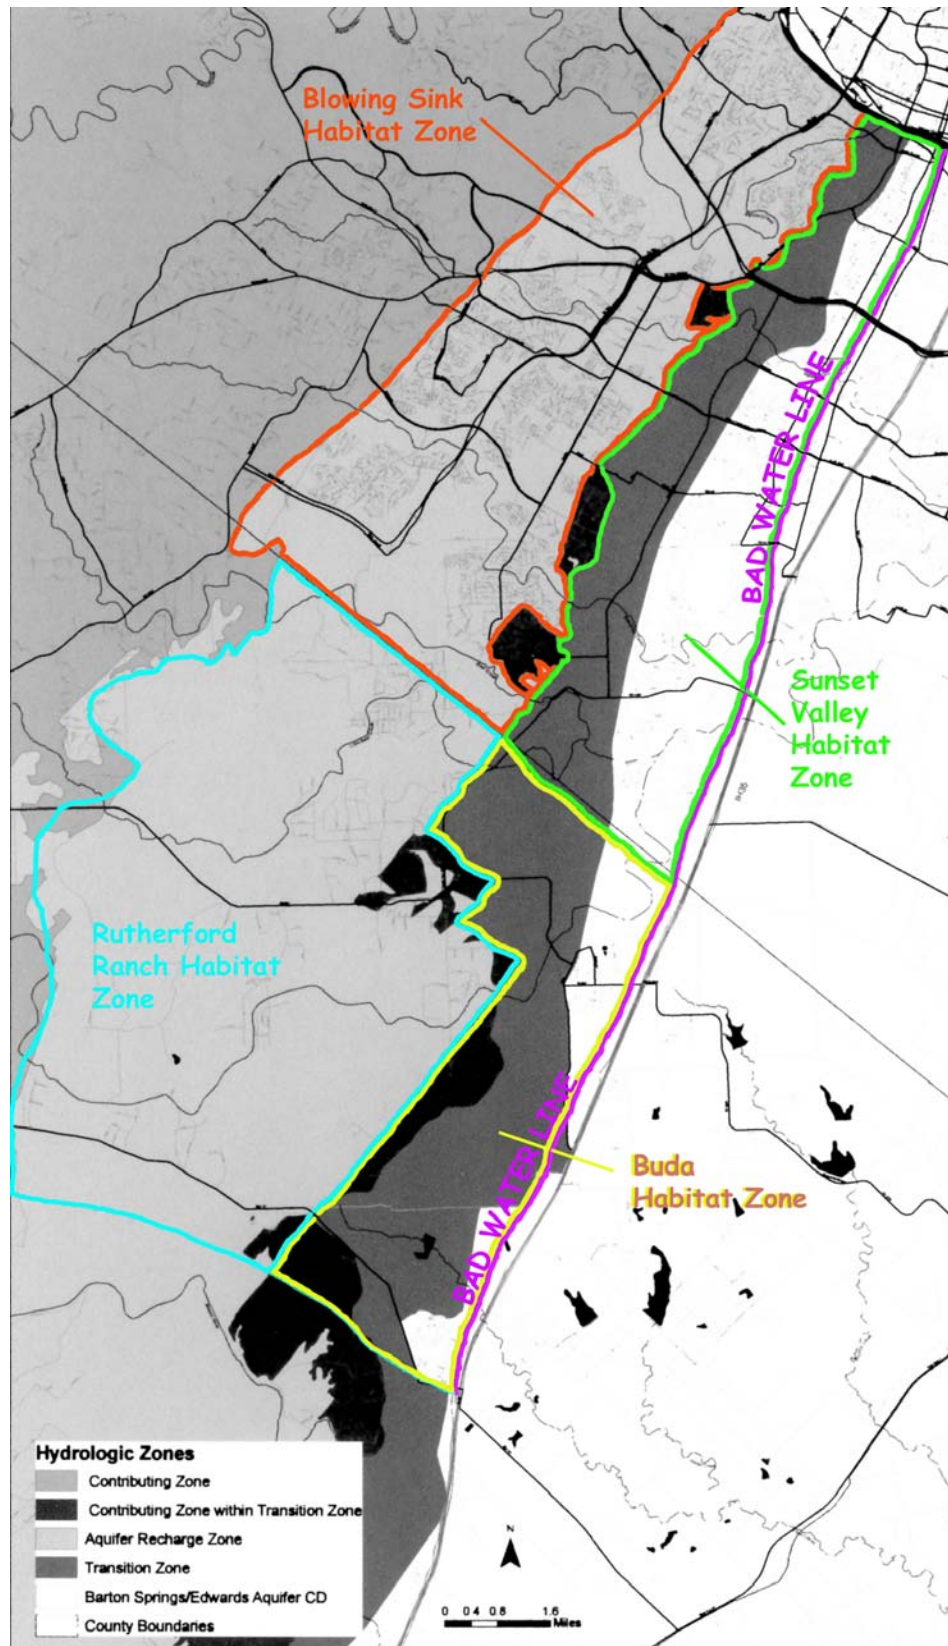 Blowing Sink
Habitat Zone
BAD WATER LINE
Sunset
Valley
Habitat
Zone
IH-35
Rutherford
Ranch Habitat
Zone
BAD WATER LINE
Buda
Habitat Zone
Hydrologic Zones
Contributing Zone
Contributing Zone within Transition Zone
Aquifer Recharge Zone
Transition Zone
Barton Springs/Edwards Aquifer CD
County Boundaries
N
0 0.4 0.8 1.6
Miles